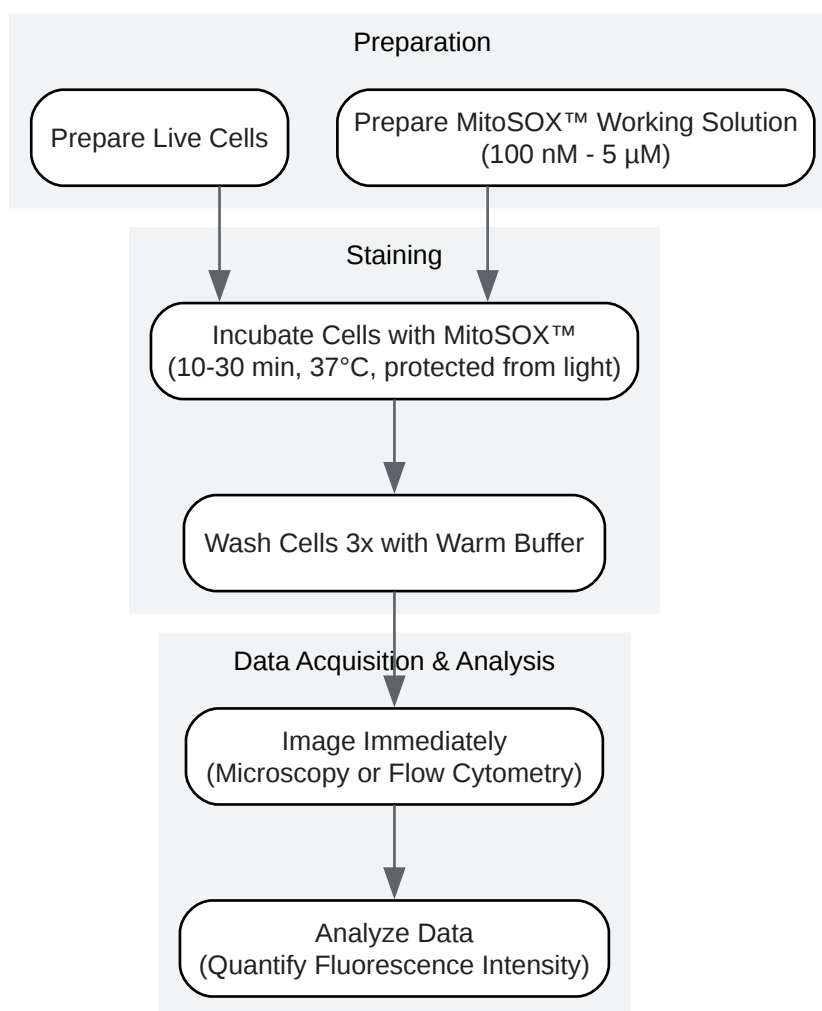 Preparation
Prepare Live Cells
Prepare MitoSOX™ Working Solution
(100 nM - 5 µM)
Staining
Incubate Cells with MitoSOX™
(10-30 min, 37°C, protected from light)
Wash Cells 3x with Warm Buffer
Data Acquisition & Analysis
Image Immediately
(Microscopy or Flow Cytometry)
Analyze Data
(Quantify Fluorescence Intensity)